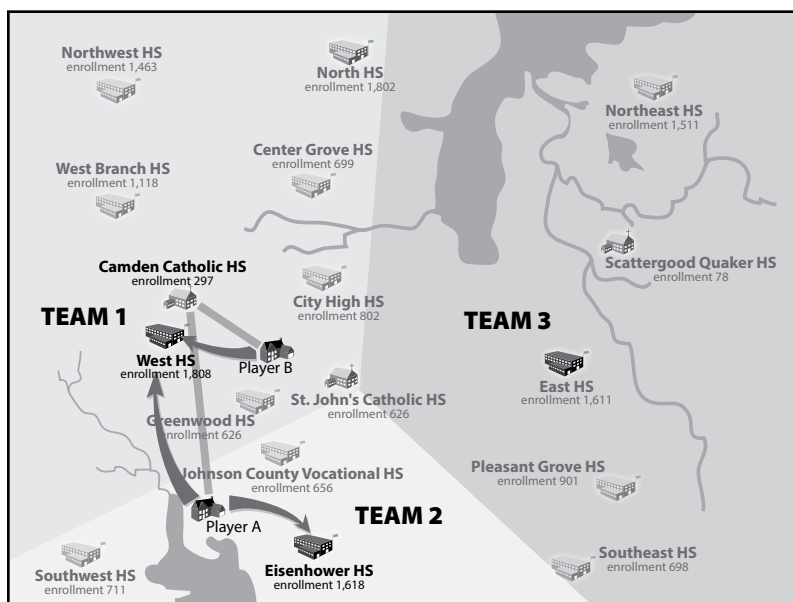 Northwest HS
enrollment 1,463
North HS
enrollment 1,802
Northeast HS
enrollment 1,511
Center Grove HS
enrollment 699
West Branch HS
enrollment 1,118
Scattergood Quaker HS
enrollment 78
Camden Catholic HS
enrollment 297
City High HS
enrollment 802
TEAM 1
TEAM 3
West HS
enrollment 1,808
Player B
East HS
enrollment 1,611
St. John's Catholic HS
enrollment 626
Greenwood HS
enrollment 626
Johnson County Vocational HS
enrollment 656
Pleasant Grove HS
enrollment 901
TEAM 2
Player A
Southwest HS
enrollment 711
Eisenhower HS
enrollment 1,618
Southeast HS
enrollment 698